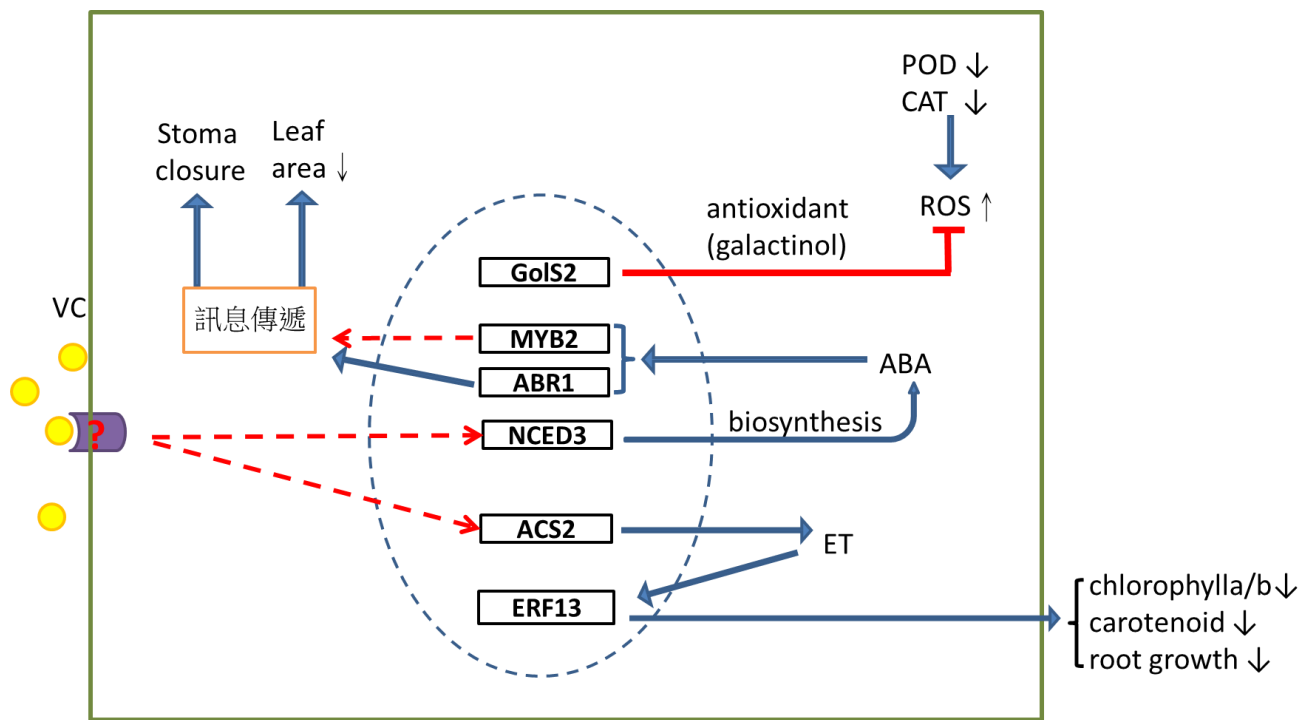 POD ↓
CAT ↓
Stoma
closure
Leaf
area ↓
ROS ↑
antioxidant
(galactinol)
GolS2
VC
訊息傳遞
MYB2
ABR1
ABA
?
NCED3
biosynthesis
ACS2
ET
ERF13
chlorophylla/b↓
carotenoid ↓
root growth ↓